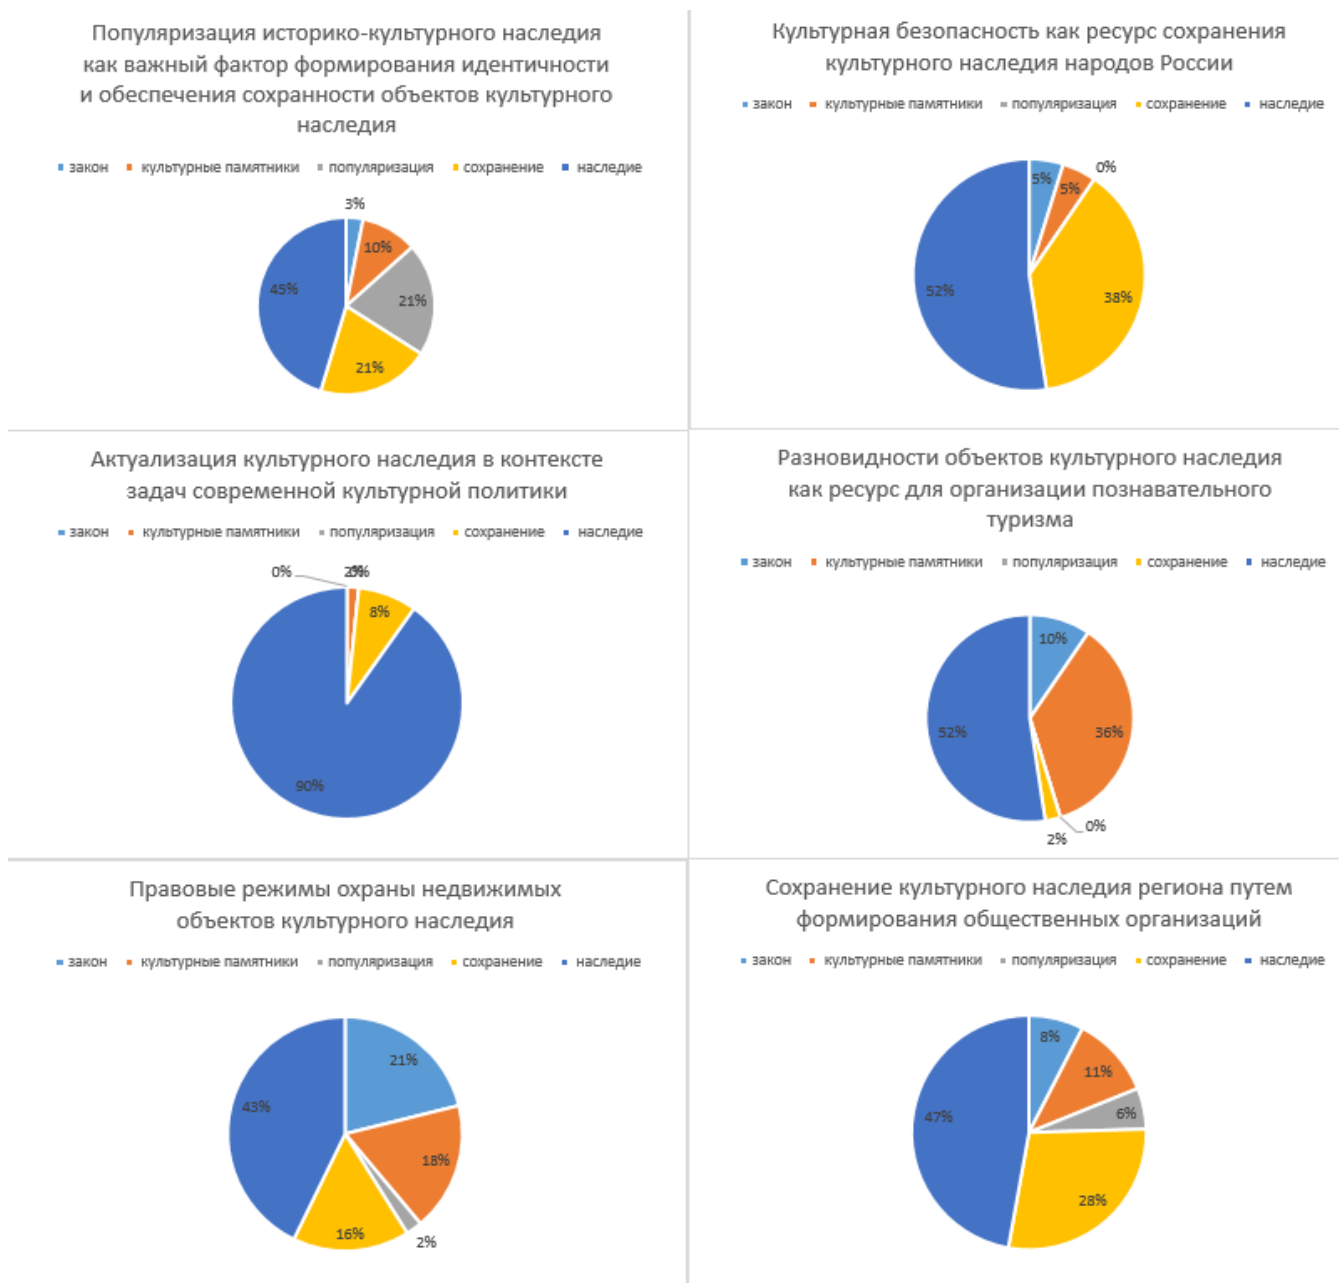 Популяризация историко-культурного наследия
как важный фактор формирования идентичности
и обеспечения сохранности объектов культурного
наследия
закон культурные памятники популяризация сохранение наследие
3%
10%
45%
21%
21%
Культурная безопасность как ресурс сохранения
культурного наследия народов России
закон культурные памятники популяризация сохранение наследие
0%
5%
5%
52%
38%
Актуализация культурного наследия в контексте
задач современной культурной политики
закон культурные памятники популяризация сохранение наследие
0% 2% 0%
8%
90%
Разновидности объектов культурного наследия
как ресурс для организации познавательного
туризма
закон культурные памятники популяризация сохранение наследие
10%
52%
36%
0%
2%
Правовые режимы охраны недвижимых
объектов культурного наследия
закон культурные памятники популяризация сохранение наследие
21%
43%
18%
16%
2%
Сохранение культурного наследия региона путем
формирования общественных организаций
закон культурные памятники популяризация сохранение наследие
8%
11%
47%
6%
28%